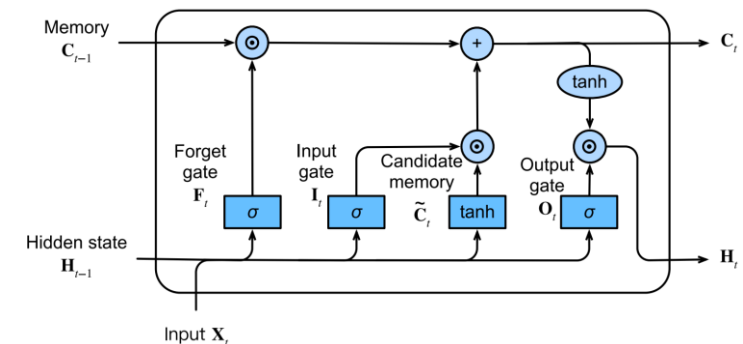 Memory
C_{t−1}
C_t
tanh
Forget
gate
F_t
Input
gate
I_t
Candidate
memory
C̃_t
Output
gate
O_t
σ
σ
tanh
σ
+
Hidden state
H_{t−1}
H_t
Input X_t